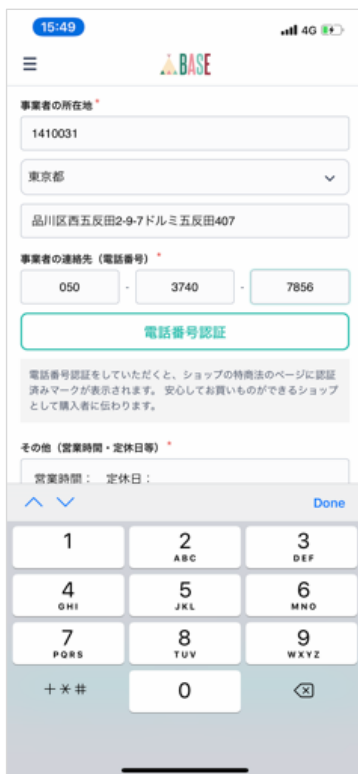 15:49
4G
BASE
事業者の所在地 *
1410031
東京都
品川区西五反田2-9-7ドルミ五反田407
事業者の連絡先(電話番号) *
050 - 3740 - 7856
電話番号認証
電話番号認証をしていただくと、ショップの特商法のページに認証
済みマークが表示されます。 安心してお買いものができるショップ
として購入者に伝わります。
その他(営業時間・定休日等) *
営業時間: 定休日:
Done
1 2 3
ABC DEF
4 5 6
GHI JKL MNO
7 8 9
PQRS TUV WXYZ
+*# 0